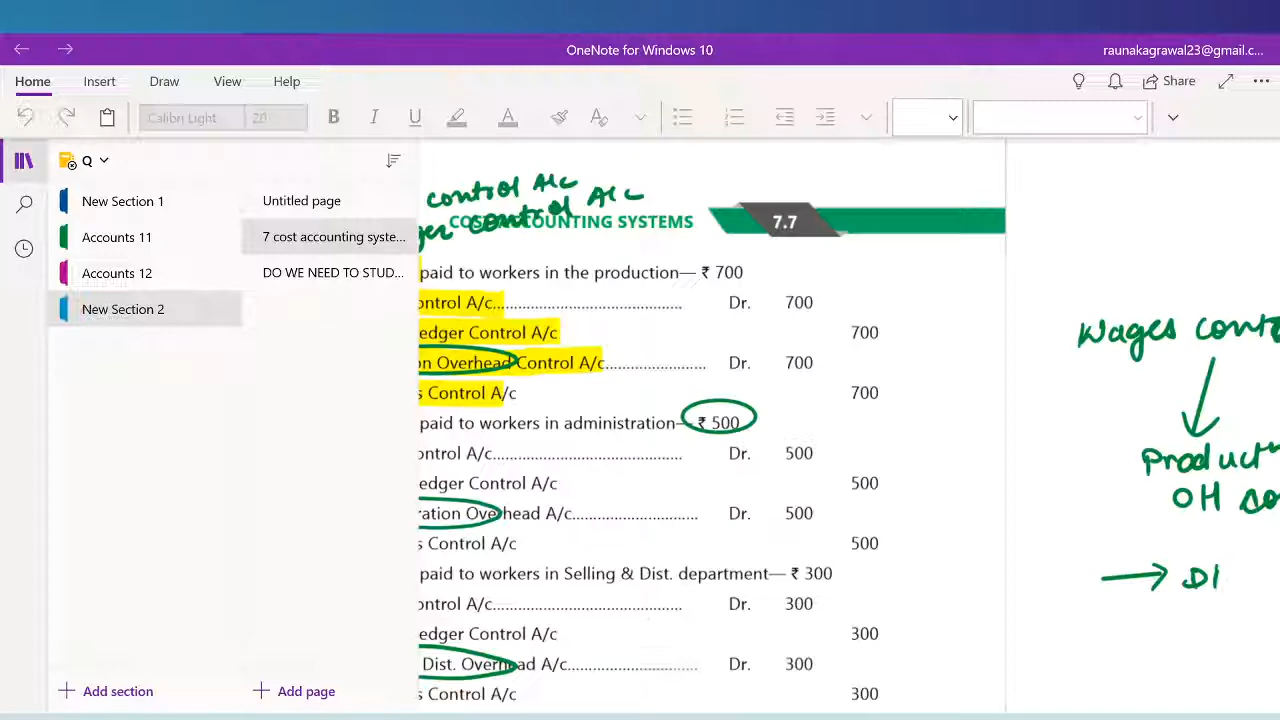 OneNote for Windows 10
raunakagrawal23@gmail.c...
Home Insert Draw View Help
Share
Calibri Light 20
B I U A
Q
New Section 1
Accounts 11
Accounts 12
New Section 2
Add section
Untitled page
7 cost accounting syste...
DO WE NEED TO STUD...
Add page
control A/c
ger control A/c
COST ACCOUNTING SYSTEMS 7.7
paid to workers in the production— ₹ 700
ontrol A/c................................................ Dr. 700
edger Control A/c 700
on Overhead Control A/c......................... Dr. 700
s Control A/c 700
paid to workers in administration— ₹ 500
ontrol A/c................................................ Dr. 500
edger Control A/c 500
ration Overhead A/c................................ Dr. 500
s Control A/c 500
paid to workers in Selling & Dist. department— ₹ 300
ontrol A/c................................................ Dr. 300
edger Control A/c 300
Dist. Overhead A/c................................. Dr. 300
s Control A/c 300
Wages cont
Product
OH co